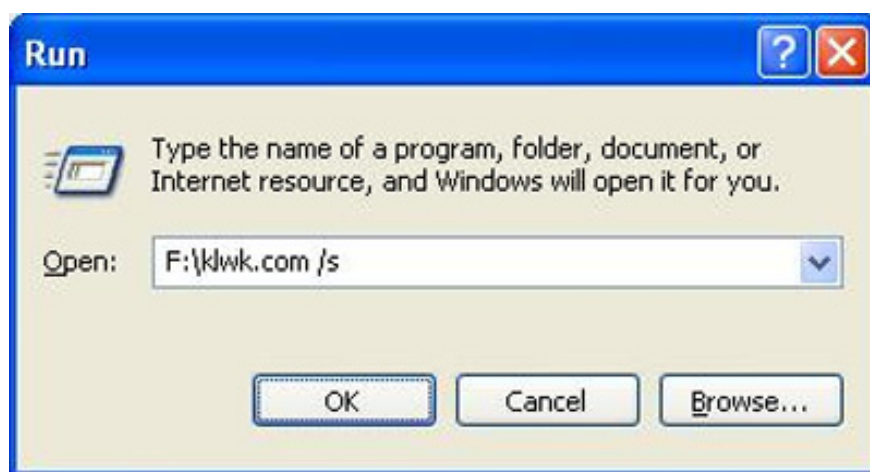 Run
Type the name of a program, folder, document, or
Internet resource, and Windows will open it for you.
Open: F:\klwk.com /s
OK Cancel Browse...